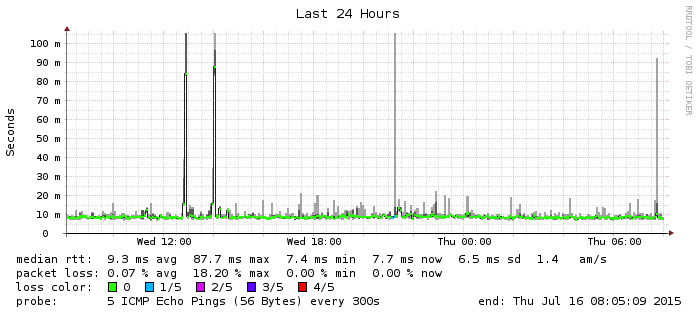 Last 24 Hours
RRDTOOL / TOBI OETIKER
Seconds
100 m
90 m
80 m
70 m
60 m
50 m
40 m
30 m
20 m
10 m
0
Wed 12:00 Wed 18:00 Thu 00:00 Thu 06:00
median rtt: 9.3 ms avg 87.7 ms max 7.4 ms min 7.7 ms now 6.5 ms sd 1.4 am/s
packet loss: 0.07 % avg 18.20 % max 0.00 % min 0.00 % now
loss color: 0 1/5 2/5 3/5 4/5
probe: 5 ICMP Echo Pings (56 Bytes) every 300s end: Thu Jul 16 08:05:09 2015